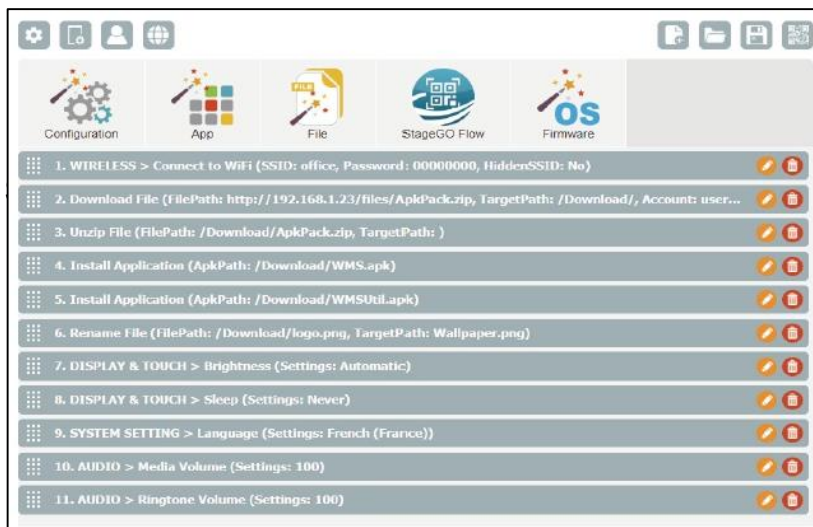 FILE
OS
Configuration
App
File
StageGO Flow
Firmware
1. WIRELESS > Connect to WiFi (SSID: office, Password: 00000000, HiddenSSID: No)
2. Download File (FilePath: http://192.168.1.23/files/ApkPack.zip, TargetPath: /Download/, Account: user...
3. Unzip File (FilePath: /Download/ApkPack.zip, TargetPath: )
4. Install Application (ApkPath: /Download/WMS.apk)
5. Install Application (ApkPath: /Download/WMSUtil.apk)
6. Rename File (FilePath: /Download/logo.png, TargetPath: Wallpaper.png)
7. DISPLAY & TOUCH > Brightness (Settings: Automatic)
8. DISPLAY & TOUCH > Sleep (Settings: Never)
9. SYSTEM SETTING > Language (Settings: French (France))
10. AUDIO > Media Volume (Settings: 100)
11. AUDIO > Ringtone Volume (Settings: 100)